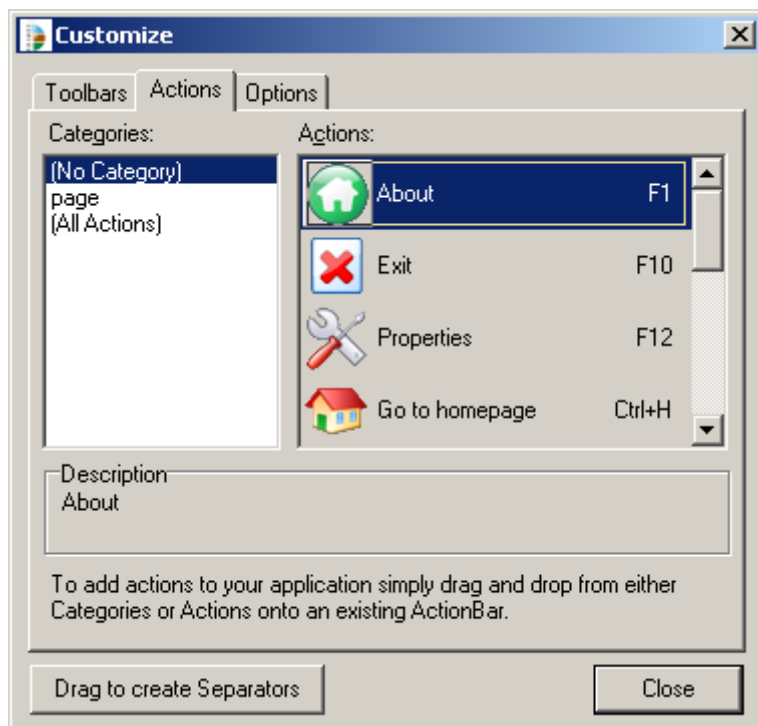 Customize
Toolbars Actions Options
Categories:
(No Category)
page
(All Actions)
Actions:
About F1
Exit F10
Properties F12
Go to homepage Ctrl+H
Description
About
To add actions to your application simply drag and drop from either
Categories or Actions onto an existing ActionBar.
Drag to create Separators
Close